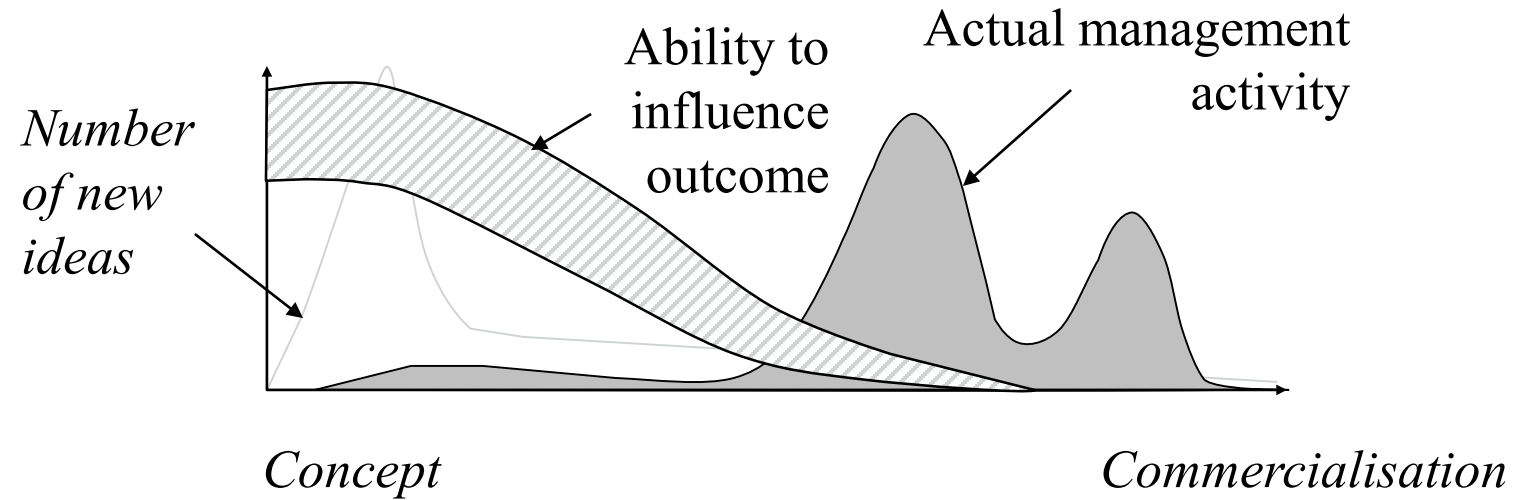 Number
of new
ideas
Ability to
influence
outcome
Actual management
activity
Concept
Commercialisation